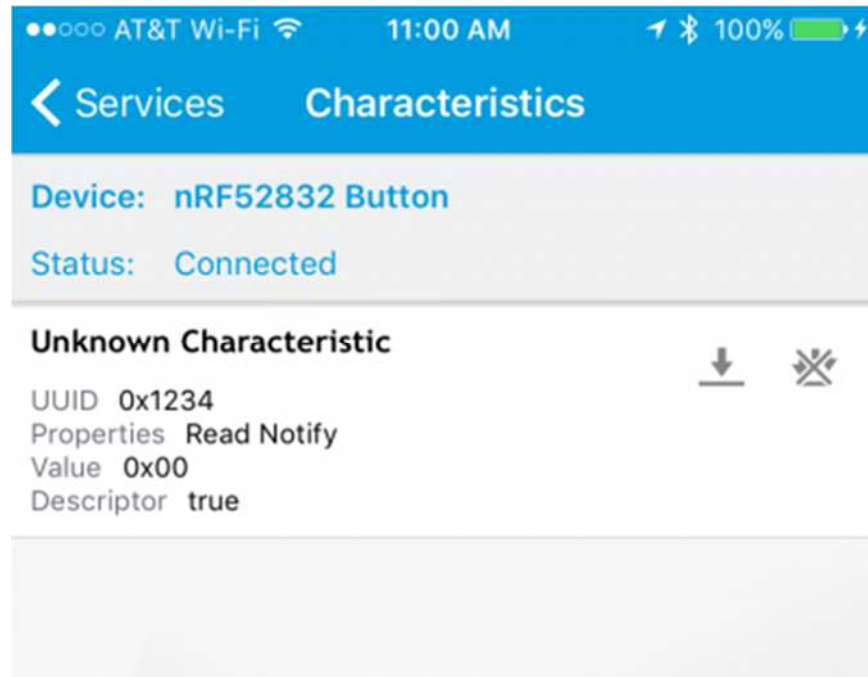 AT&T Wi-Fi 11:00 AM 100%
Services Characteristics
Device: nRF52832 Button
Status: Connected
Unknown Characteristic
UUID 0x1234
Properties Read Notify
Value 0x00
Descriptor true